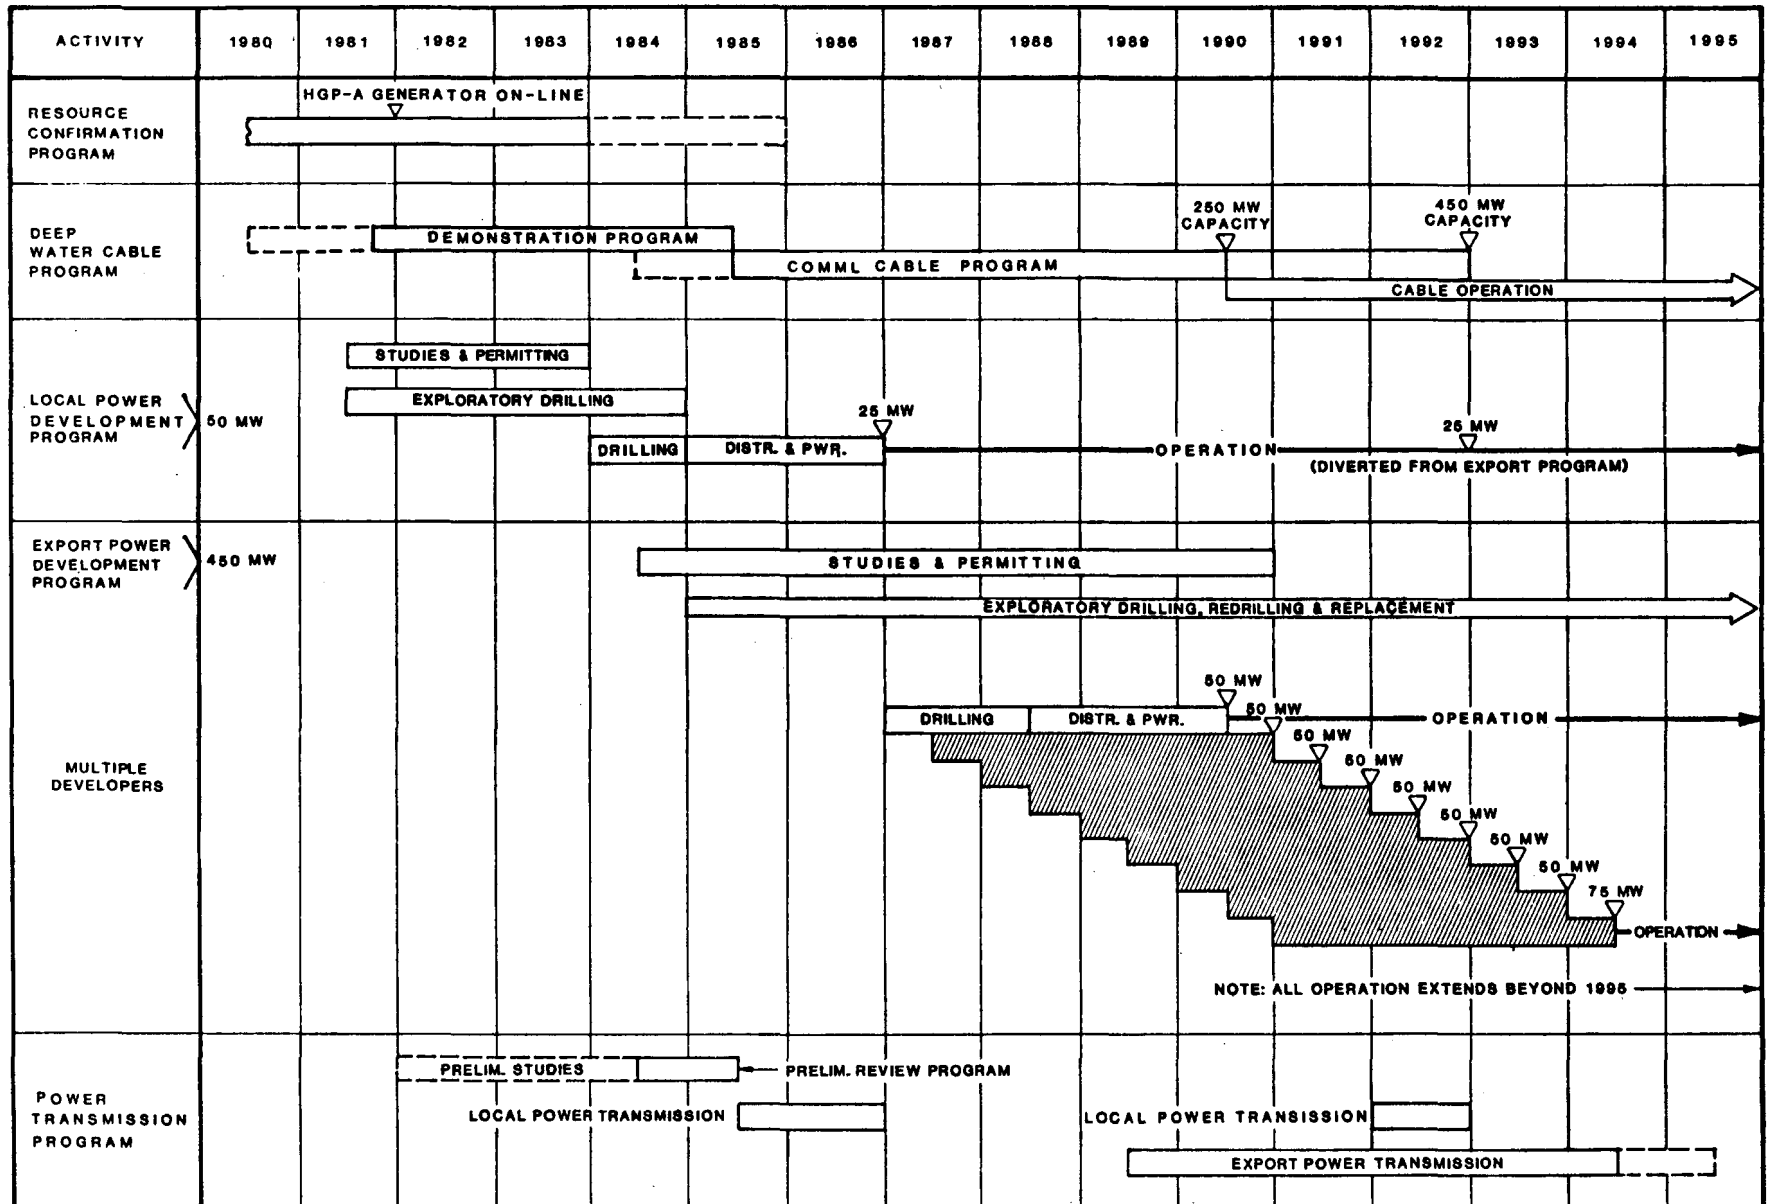 ACTIVITY 1980 1981 1982 1983 1984 1985 1986 1987 1988 1989 1990 1991 1992 1993 1994 1995
RESOURCE
CONFIRMATION
PROGRAM
HGP-A GENERATOR ON-LINE
DEEP
WATER CABLE
PROGRAM
DEMONSTRATION PROGRAM
COMML CABLE PROGRAM
250 MW
CAPACITY
450 MW
CAPACITY
CABLE OPERATION
LOCAL POWER
DEVELOPMENT
PROGRAM
50 MW
STUDIES & PERMITTING
EXPLORATORY DRILLING
DRILLING
DISTR. & PWR.
25 MW
OPERATION
25 MW
(DIVERTED FROM EXPORT PROGRAM)
EXPORT POWER
DEVELOPMENT
PROGRAM
450 MW
STUDIES & PERMITTING
EXPLORATORY DRILLING, REDRILLING & REPLACEMENT
MULTIPLE
DEVELOPERS
DRILLING
DISTR. & PWR.
50 MW
OPERATION
50 MW
50 MW
50 MW
50 MW
50 MW
50 MW
50 MW
75 MW
OPERATION
NOTE: ALL OPERATION EXTENDS BEYOND 1995
POWER
TRANSMISSION
PROGRAM
PRELIM. STUDIES
PRELIM. REVIEW PROGRAM
LOCAL POWER TRANSMISSION
LOCAL POWER TRANSISSION
EXPORT POWER TRANSMISSION